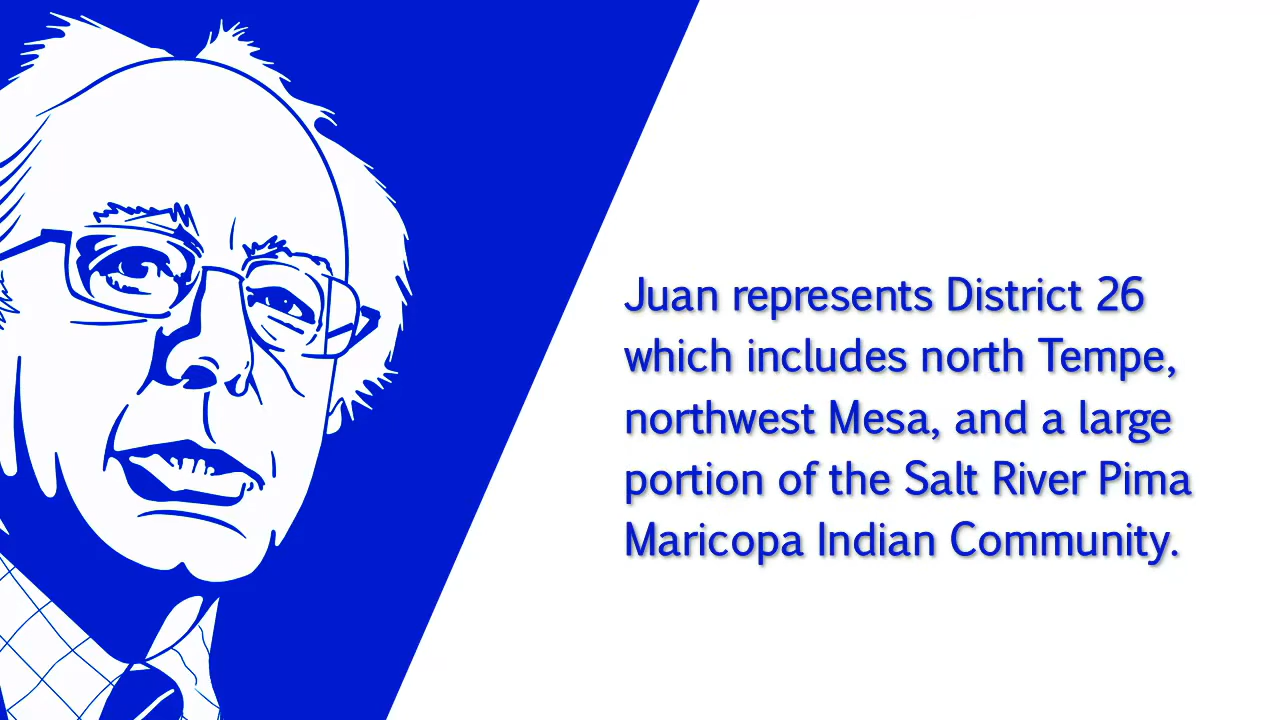 Juan represents District 26
which includes north Tempe,
northwest Mesa, and a large
portion of the Salt River Pima
Maricopa Indian Community.